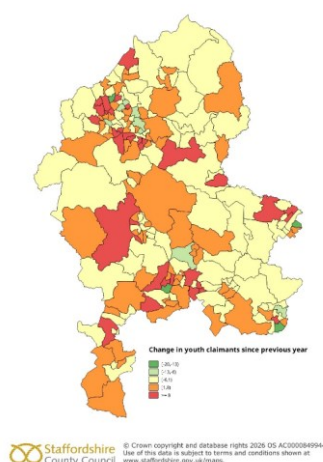 Change in youth claimants since previous year
Staffordshire
County Council
© Crown copyright and database rights 2026 OS AC0000849944
Use of this data is subject to terms and conditions shown at
www.staffordshire.gov.uk/maps.